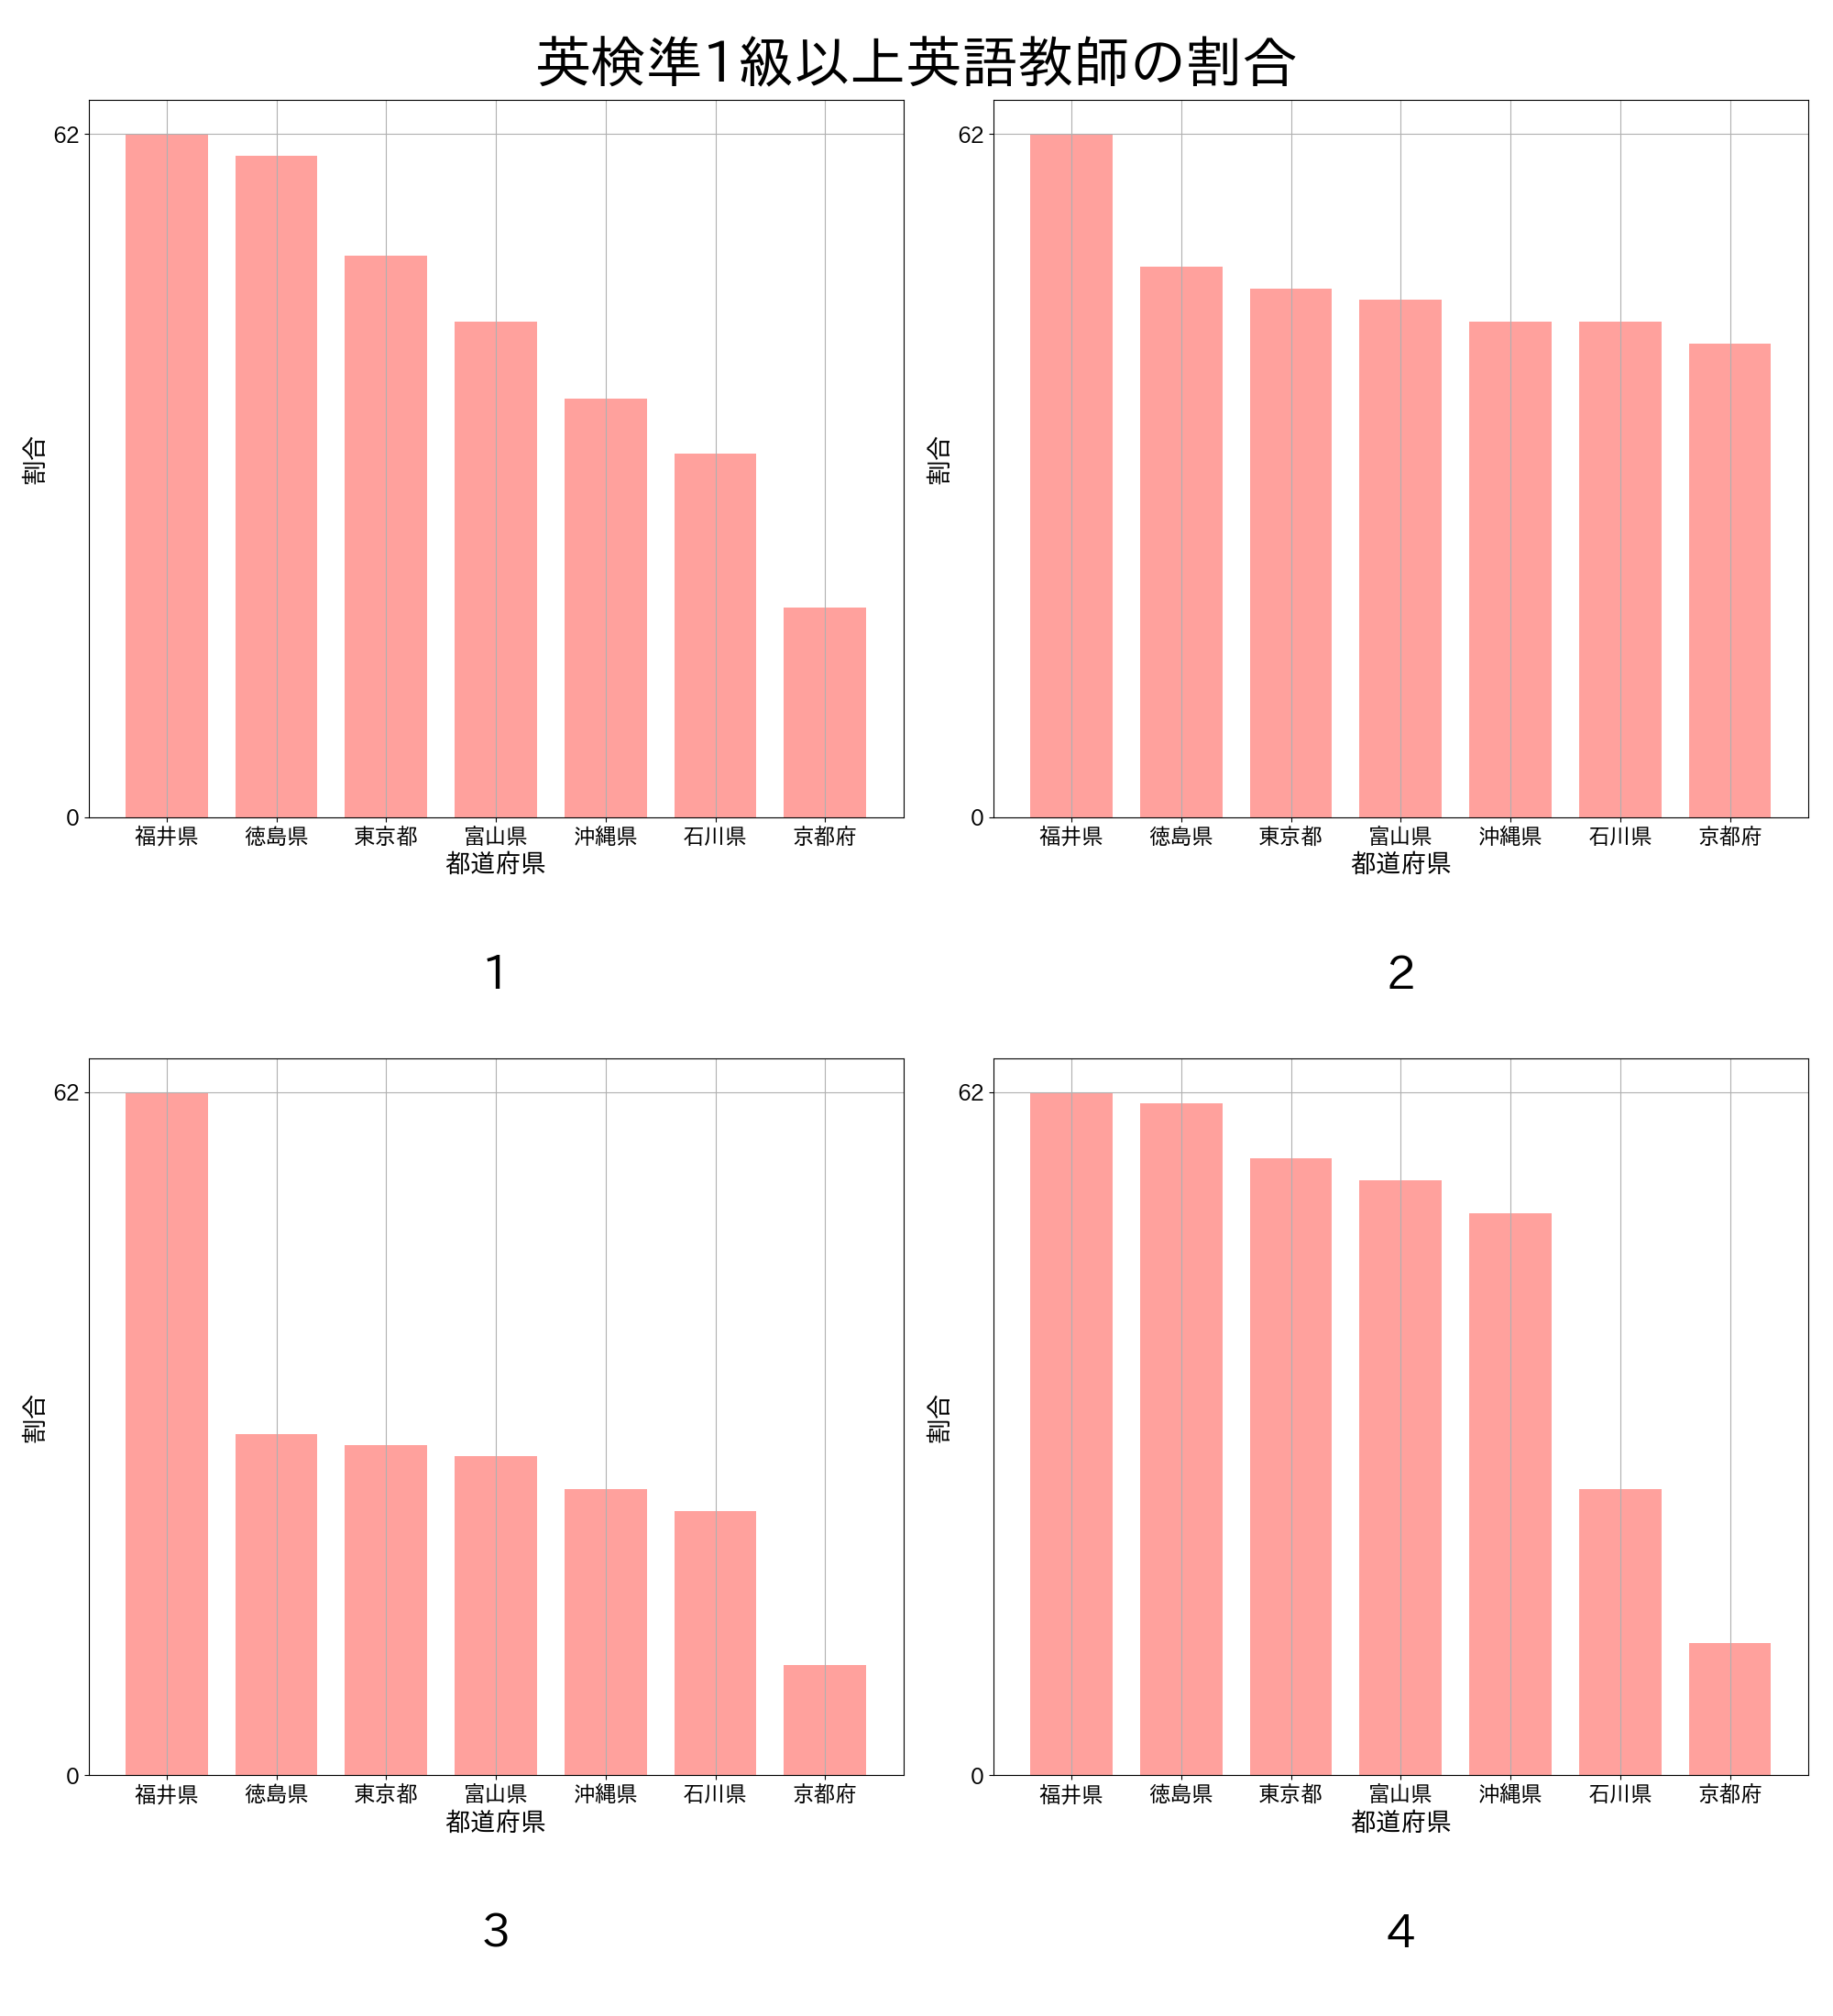 英検準1級以上英語教師の割合
62
割合
0
福井県 徳島県 東京都 富山県 沖縄県 石川県 京都府
都道府県
1
62
割合
0
福井県 徳島県 東京都 富山県 沖縄県 石川県 京都府
都道府県
2
62
割合
0
福井県 徳島県 東京都 富山県 沖縄県 石川県 京都府
都道府県
3
62
割合
0
福井県 徳島県 東京都 富山県 沖縄県 石川県 京都府
都道府県
4